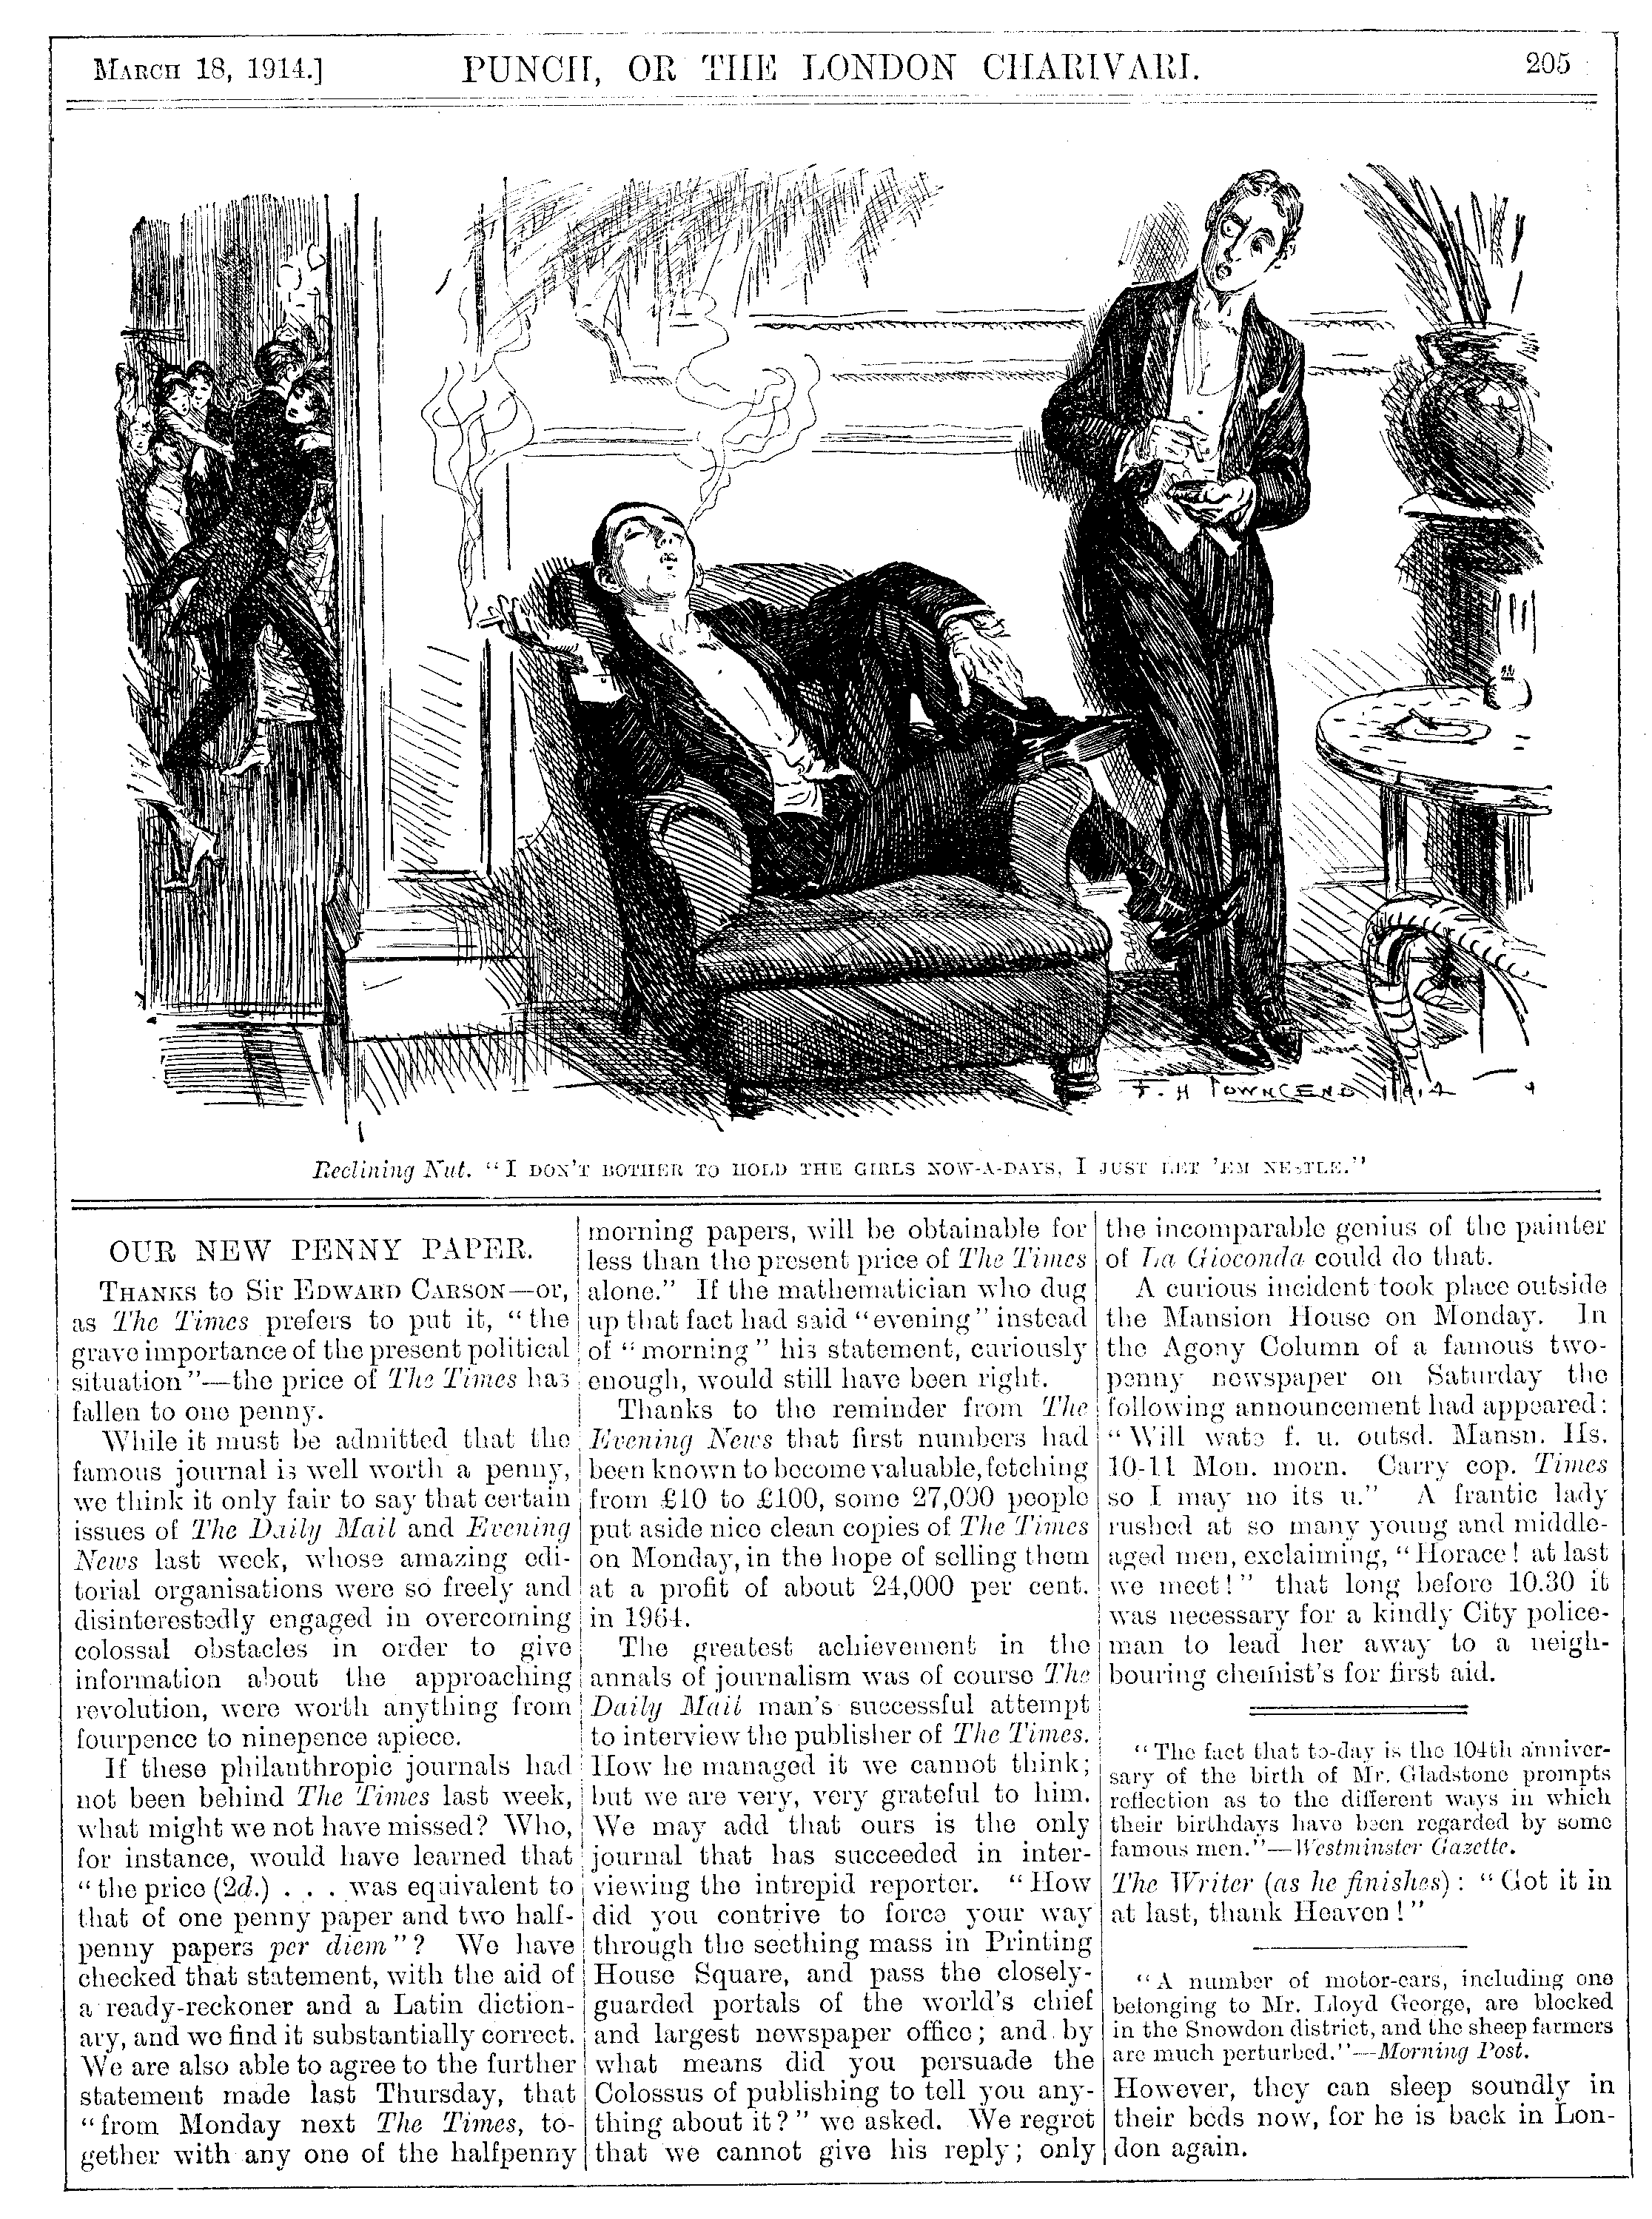 MARCH 18, 1914.]
PUNCH, OR THE LONDON CHARIVARI.
205
F. H TOWNSEND 1914
Reclining Nut. "I DON'T BOTHER TO HOLD THE GIRLS NOW-A-DAYS, I JUST LET 'EM NESTLE."
OUR NEW PENNY PAPER.
THANKS to Sir EDWARD CARSON—or,
as The Times prefers to put it, "the
grave importance of the present political
situation"—the price of The Times has
fallen to one penny.
While it must be admitted that the
famous journal is well worth a penny,
we think it only fair to say that certain
issues of The Daily Mail and Evening
News last week, whose amazing edi-
torial organisations were so freely and
disinterestedly engaged in overcoming
colossal obstacles in order to give
information about the approaching
revolution, were worth anything from
fourpence to ninepence apiece.
If these philanthropic journals had
not been behind The Times last week,
what might we not have missed? Who,
for instance, would have learned that
"the price (2d.) . . . was equivalent to
that of one penny paper and two half-
penny papers per diem"? We have
checked that statement, with the aid of
a ready-reckoner and a Latin diction-
ary, and we find it substantially correct.
We are also able to agree to the further
statement made last Thursday, that
"from Monday next The Times, to-
gether with any one of the halfpenny
morning papers, will be obtainable for
less than the present price of The Times
alone." If the mathematician who dug
up that fact had said "evening" instead
of "morning" his statement, curiously
enough, would still have been right.
Thanks to the reminder from The
Evening News that first numbers had
been known to become valuable, fetching
from £10 to £100, some 27,000 people
put aside nice clean copies of The Times
on Monday, in the hope of selling them
at a profit of about 24,000 per cent.
in 1964.
The greatest achievement in the
annals of journalism was of course The
Daily Mail man's successful attempt
to interview the publisher of The Times.
How he managed it we cannot think;
but we are very, very grateful to him.
We may add that ours is the only
journal that has succeeded in inter-
viewing the intrepid reporter. "How
did you contrive to force your way
through the seething mass in Printing
House Square, and pass the closely-
guarded portals of the world's chief
and largest newspaper office; and by
what means did you persuade the
Colossus of publishing to tell you any-
thing about it?" we asked. We regret
that we cannot give his reply; only
the incomparable genius of the painter
of La Gioconda could do that.
A curious incident took place outside
the Mansion House on Monday. In
the Agony Column of a famous two-
penny newspaper on Saturday the
following announcement had appeared:
"Will wate f. u. outsd. Mansn. Hs.
10-11 Mon. morn. Carry cop. Times
so I may no its u." A frantic lady
rushed at so many young and middle-
aged men, exclaiming, "Horace! at last
we meet!" that long before 10.30 it
was necessary for a kindly City police-
man to lead her away to a neigh-
bouring chemist's for first aid.
"The fact that to-day is the 104th anniver-
sary of the birth of Mr. Gladstone prompts
reflection as to the different ways in which
their birthdays have been regarded by some
famous men."—Westminster Gazette.
The Writer (as he finishes): "Got it in
at last, thank Heaven!"
"A number of motor-cars, including one
belonging to Mr. Lloyd George, are blocked
in the Snowdon district, and the sheep farmers
are much perturbed."—Morning Post.
However, they can sleep soundly in
their beds now, for he is back in Lon-
don again.